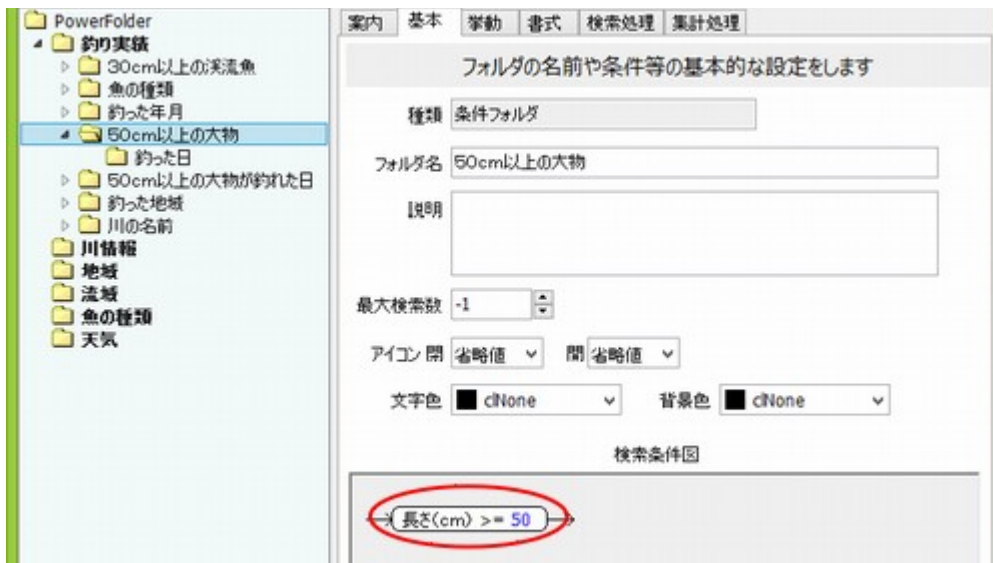 PowerFolder
釣り実績
30cm以上の渓流魚
魚の種類
釣った年月
50cm以上の大物
釣った日
50cm以上の大物が釣れた日
釣った地域
川の名前
川情報
地域
流域
魚の種類
天気
案内 基本 挙動 書式 検索処理 集計処理
フォルダの名前や条件等の基本的な設定をします
種類 条件フォルダ
フォルダ名 50cm以上の大物
説明
最大検索数 -1
アイコン 閉 省略値 開 省略値
文字色 clNone 背景色 clNone
検索条件図
長さ(cm) >= 50